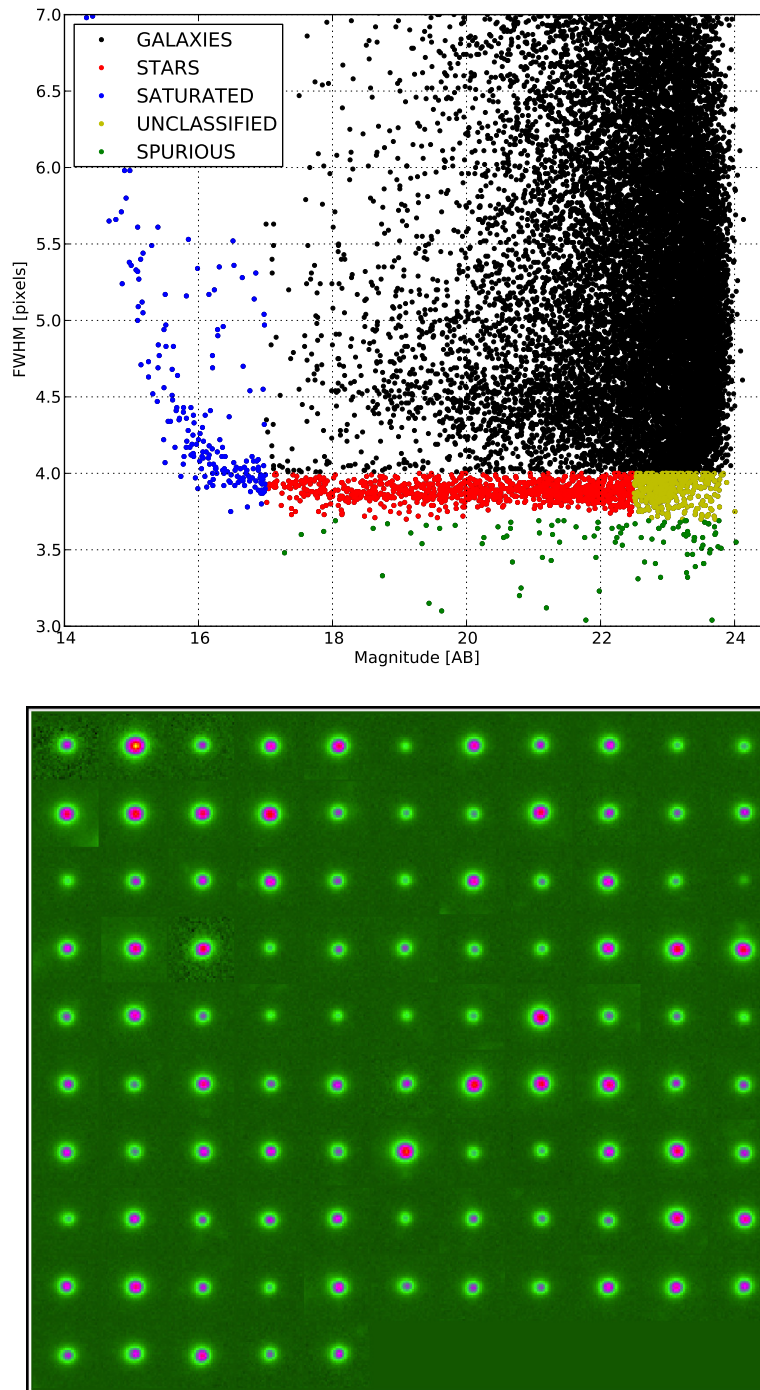 7.0
6.5
6.0
5.5
5.0
4.5
4.0
3.5
3.0
FWHM [pixels]
GALAXIES
STARS
SATURATED
UNCLASSIFIED
SPURIOUS
14
16
18
20
22
24
Magnitude [AB]